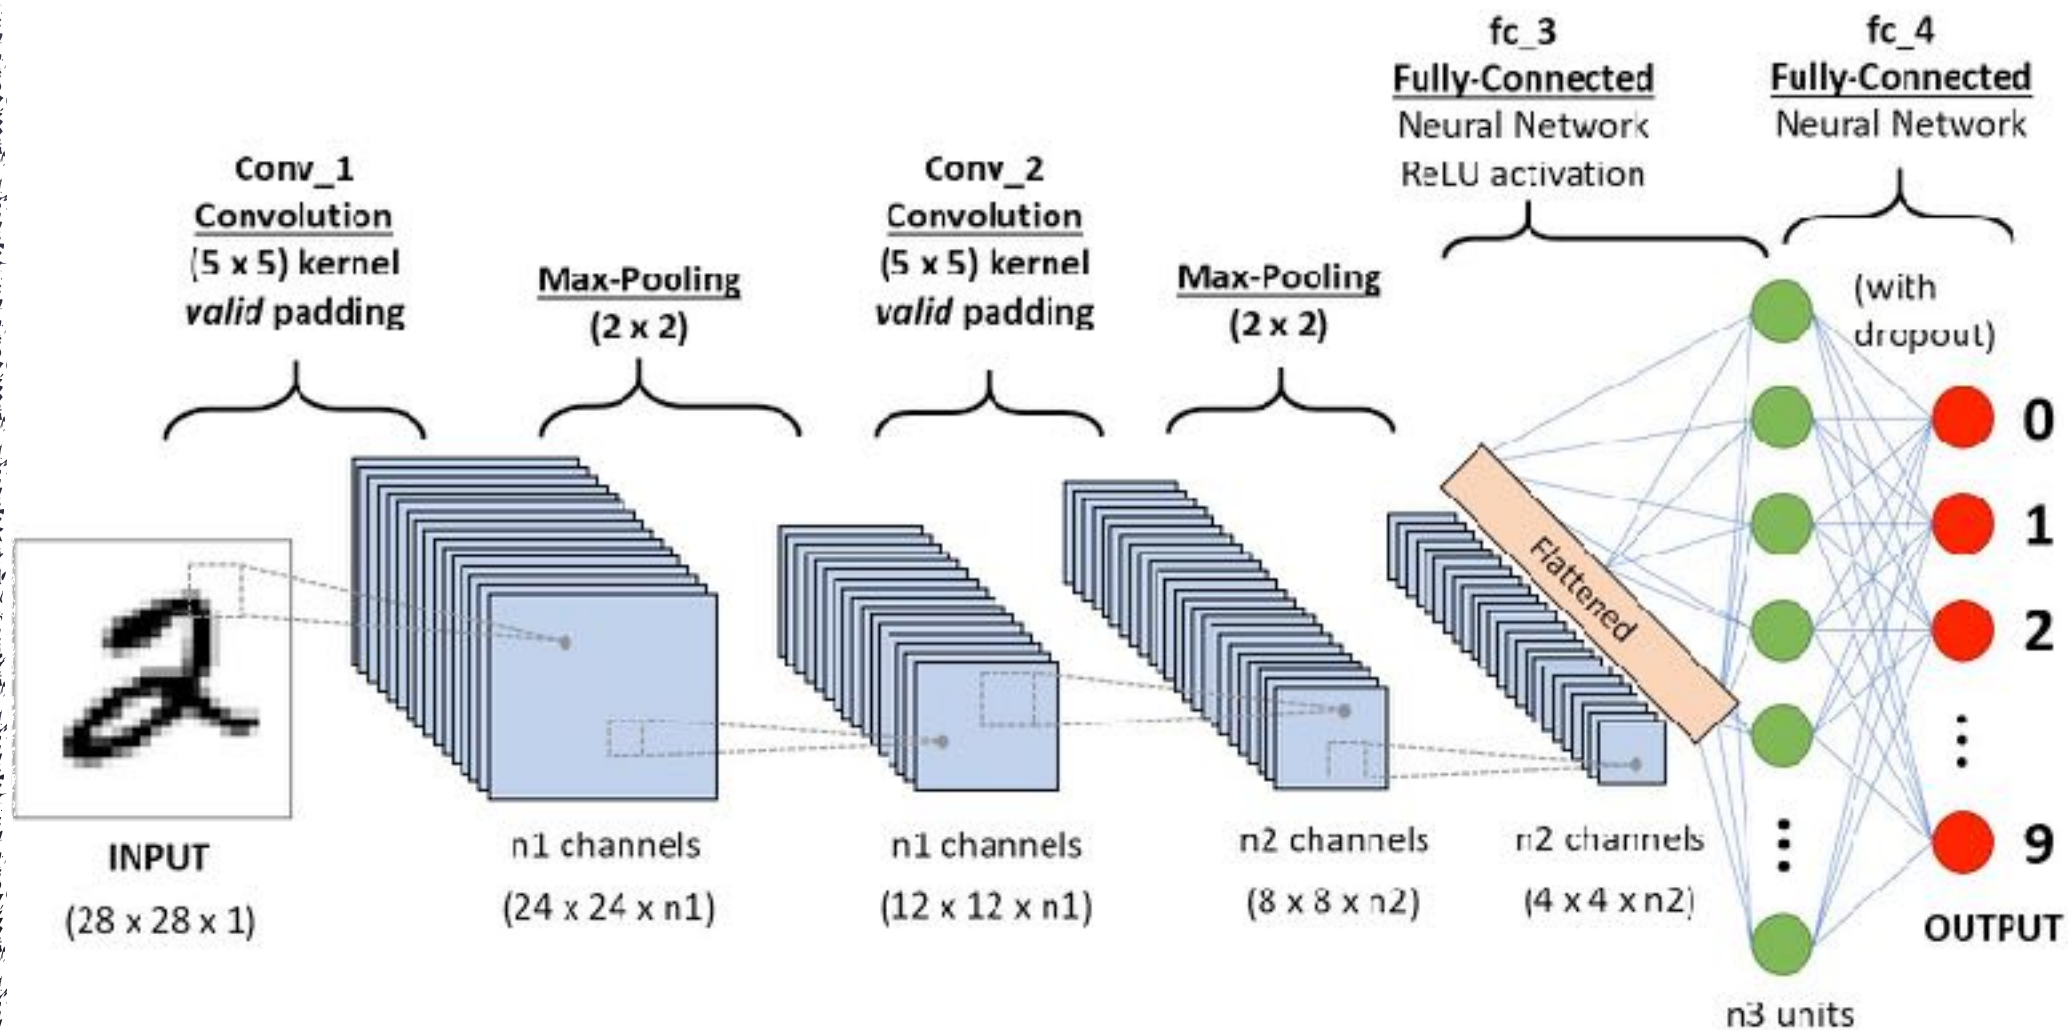 Conv_1
Convolution
(5 x 5) kernel
valid padding
Max-Pooling
(2 x 2)
Conv_2
Convolution
(5 x 5) kernel
valid padding
Max-Pooling
(2 x 2)
fc_3
Fully-Connected
Neural Network
ReLU activation
fc_4
Fully-Connected
Neural Network
(with
dropout)
Flattened
0
1
2
9
OUTPUT
INPUT
(28 x 28 x 1)
n1 channels
(24 x 24 x n1)
n1 channels
(12 x 12 x n1)
n2 channels
(8 x 8 x n2)
n2 channels
(4 x 4 x n2)
n3 units